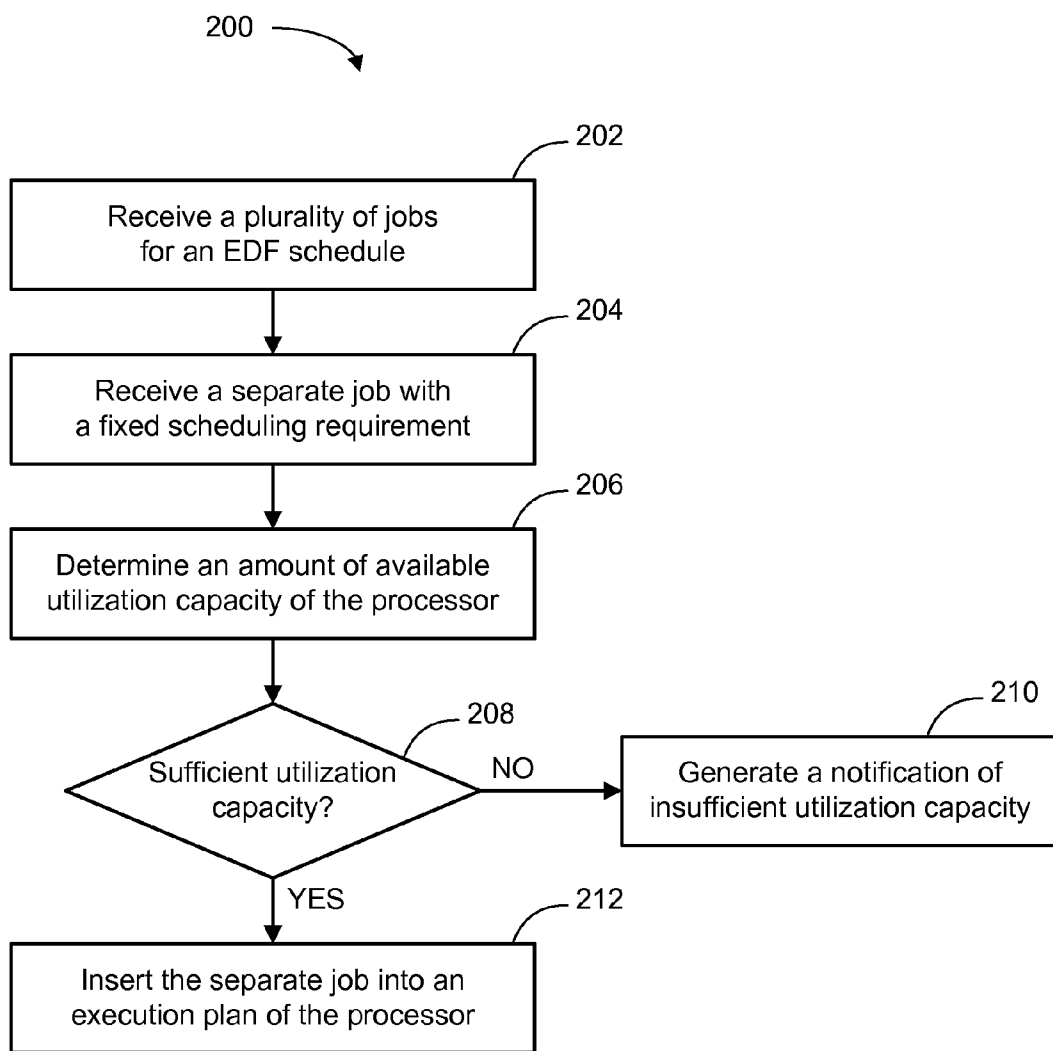 200
202
Receive a plurality of jobs
for an EDF schedule
204
Receive a separate job with
a fixed scheduling requirement
206
Determine an amount of available
utilization capacity of the processor
208
Sufficient utilization
capacity?
NO
210
Generate a notification of
insufficient utilization capacity
YES
212
Insert the separate job into an
execution plan of the processor